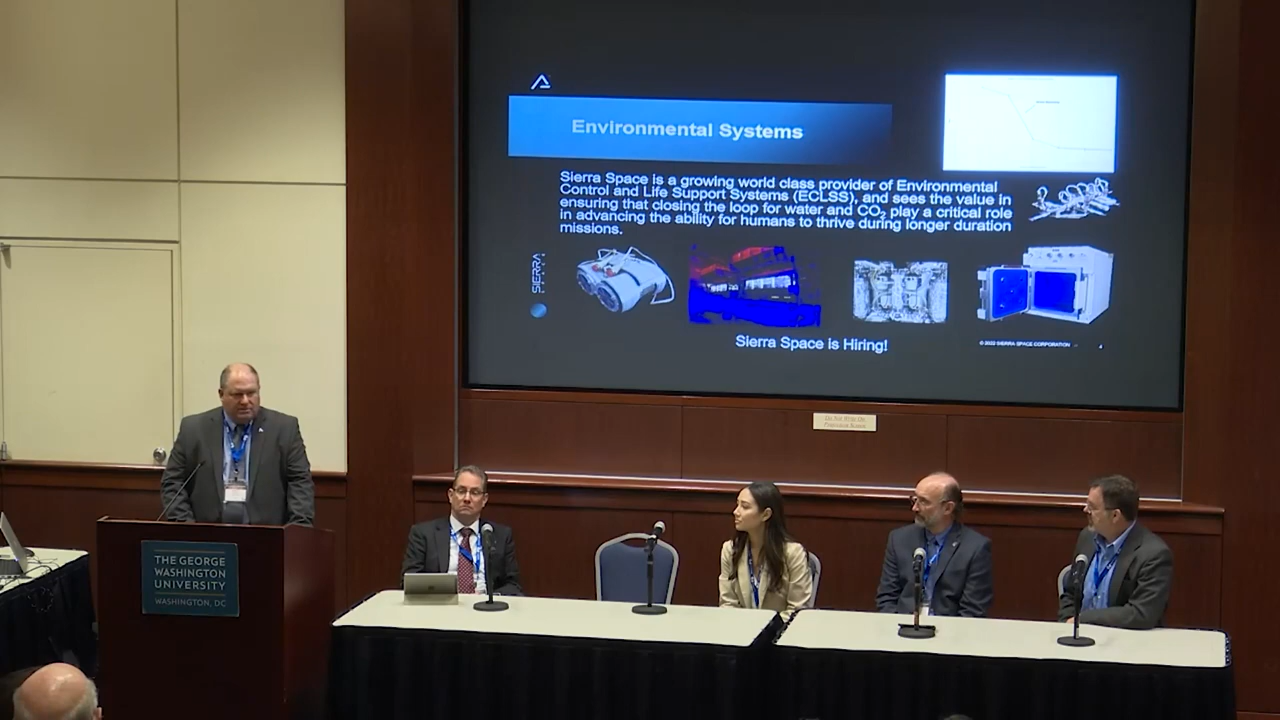 Environmental Systems
Sierra Space is a growing world class provider of Environmental
Control and Life Support Systems (ECLSS), and sees the value in
ensuring that closing the loop for water and CO2 play a critical role
in advancing the ability for humans to thrive during longer duration
missions.
SIERRA
Sierra Space is Hiring!
© 2022 SIERRA SPACE CORPORATION
THE GEORGE
WASHINGTON
UNIVERSITY
WASHINGTON, DC